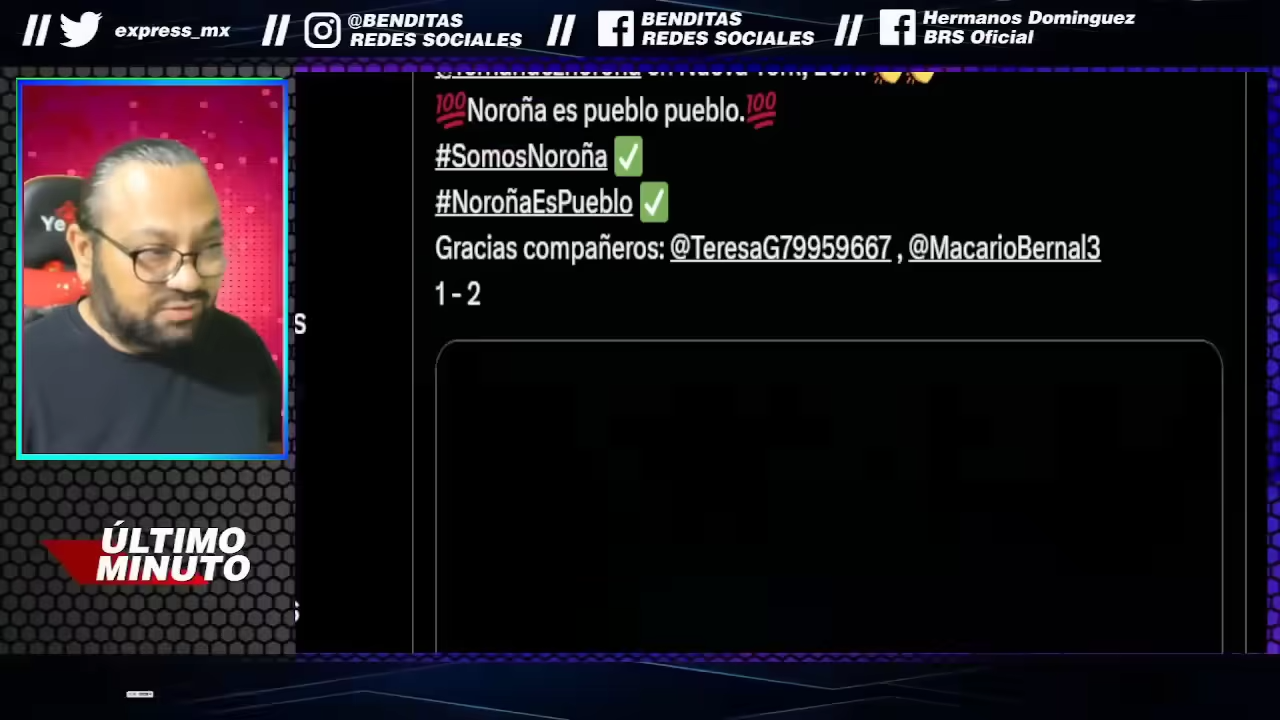 express_mx
@BENDITAS
REDES SOCIALES
BENDITAS
REDES SOCIALES
Hermanos Dominguez
BRS Oficial
💯Noroña es pueblo pueblo.💯
#SomosNoroña ✅
#NoroñaEsPueblo ✅
Gracias compañeros: @TeresaG79959667 , @MacarioBernal3
1 - 2
Ye
ÚLTIMO
MINUTO